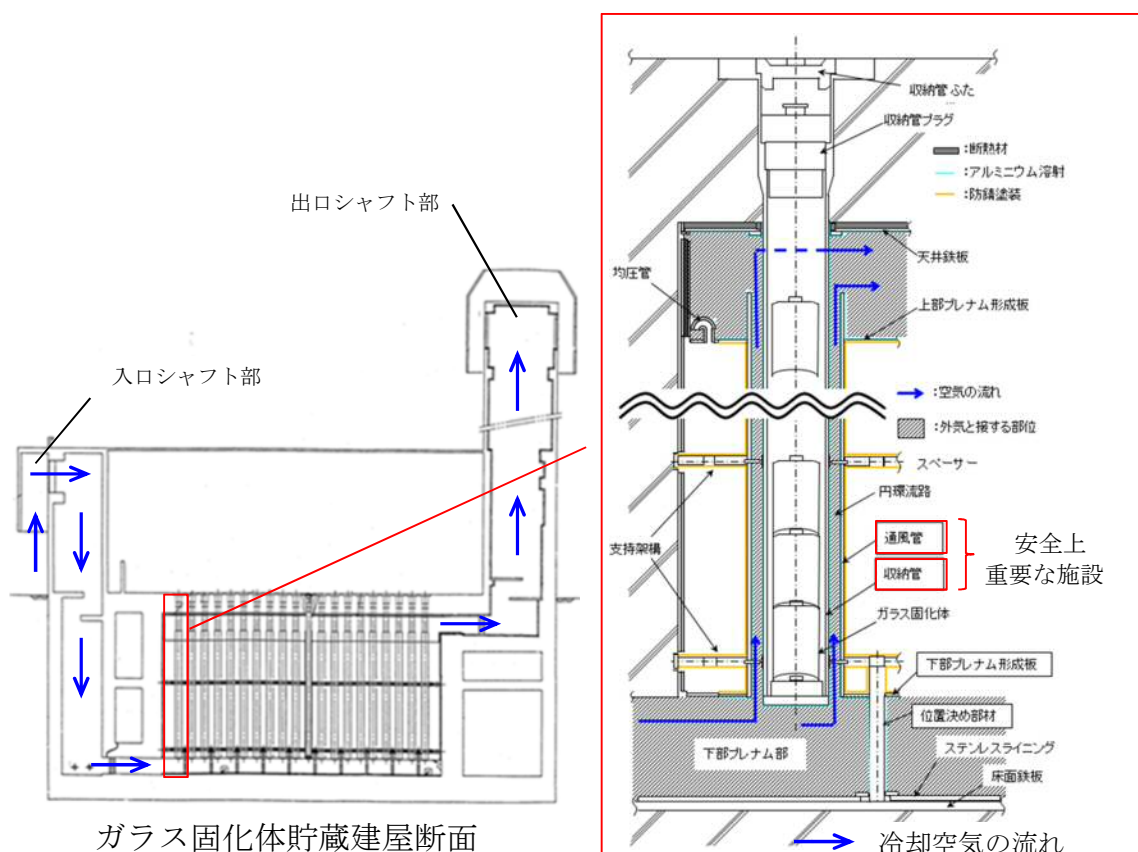 出口シャフト部
入口シャフト部
ガラス固化体貯蔵建屋断面
収納管ふた
収納管プラグ
:断熱材
:アルミニウム溶射
:防錆塗装
天井鉄板
均圧管
上部プレナム形成板
:空気の流れ
:外気と接する部位
スペーサー
円環流路
通風管
収納管
安全上
重要な施設
支持架構
ガラス固化体
下部プレナム形成板
位置決め部材
ステンレスライニング
床面鉄板
下部プレナム部
冷却空気の流れ